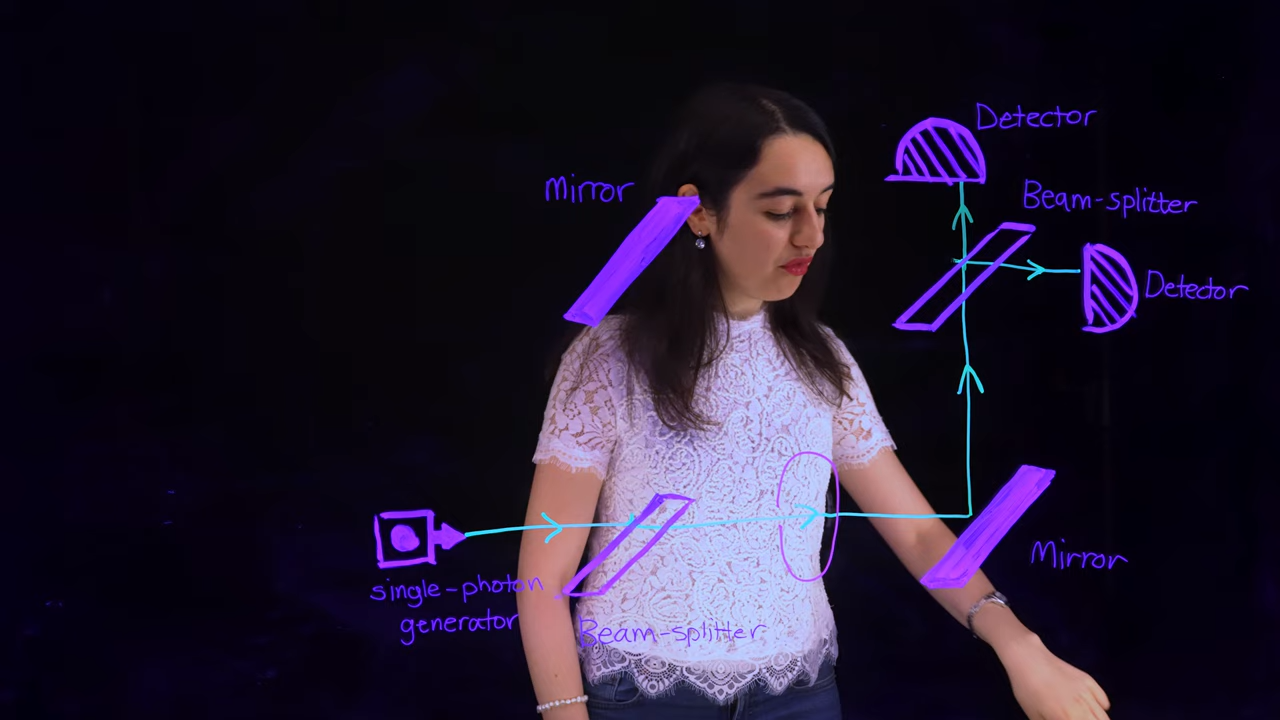 Detector
Mirror
Beam-splitter
Detector
Mirror
single-photon
generator
Beam-splitter